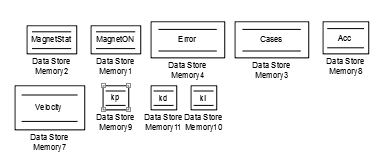 MagnetStat
Data Store
Memory2
MagnetON
Data Store
Memory1
Error
Data Store
Memory4
Cases
Data Store
Memory3
Acc
Data Store
Memory8
Velocity
Data Store
Memory7
kp
Data Store
Memory9
kd
Data Store
Memory11
ki
Data Store
Memory10